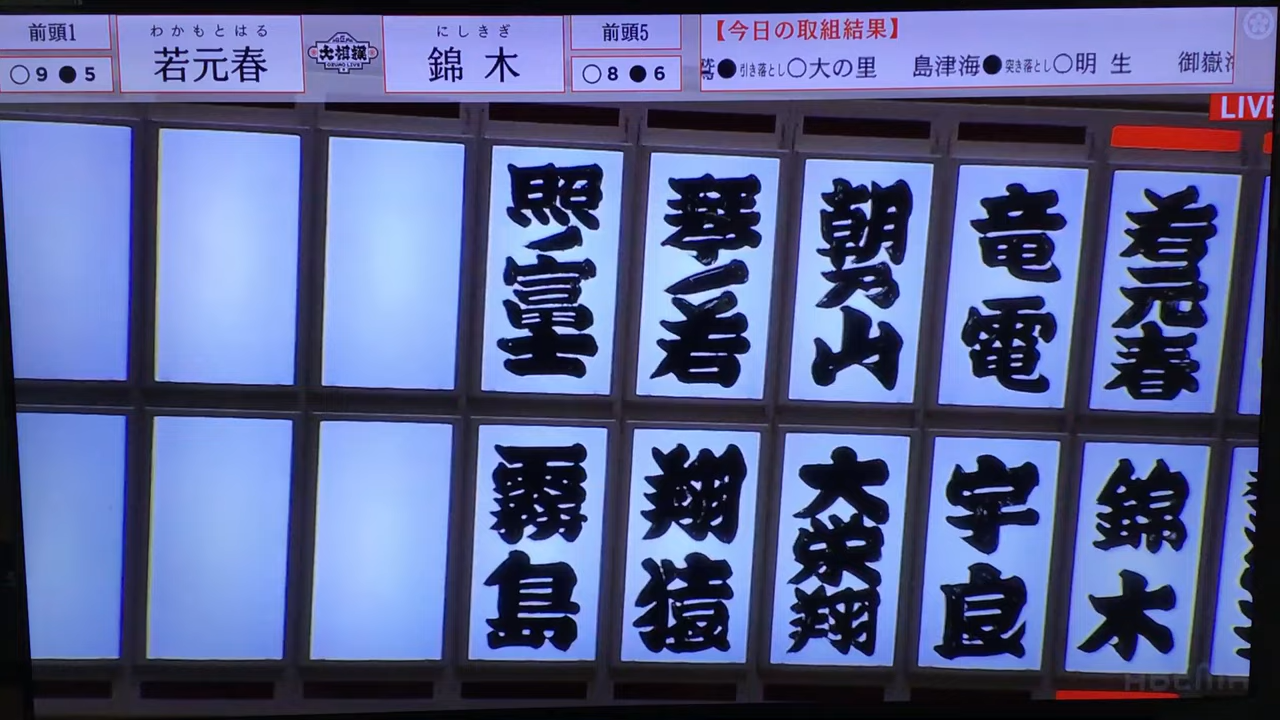 前頭1
わかもとはる
若元春
大相撲
にしきぎ
錦木
前頭5
【今日の取組結果】
○9 ●5
○8 ●6
●引き落とし○大の里 島津海●突き落とし○明生 御嶽海
LIVE
照ノ富士
琴ノ若
朝乃山
竜電
若元春
霧島
翔猿
大栄翔
宇良
錦木
ABEMA